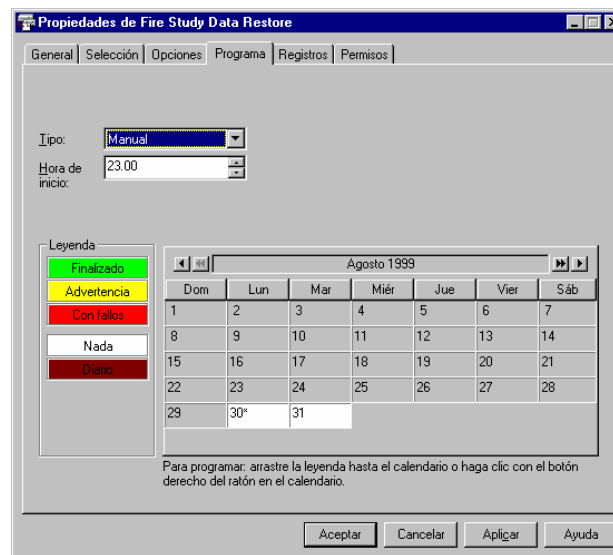 Propiedades de Fire Study Data Restore
General Selección Opciones Programa Registros Permisos
Tipo: Manual
Hora de inicio: 23.00
Leyenda
Finalizado
Advertencia
Con fallos
Nada
Diario
Agosto 1999
Dom Lun Mar Miér Jue Vier Sáb
1 2 3 4 5 6 7
8 9 10 11 12 13 14
15 16 17 18 19 20 21
22 23 24 25 26 27 28
29 30* 31
Para programar: arrastre la leyenda hasta el calendario o haga clic con el botón
derecho del ratón en el calendario.
Aceptar Cancelar Aplicar Ayuda